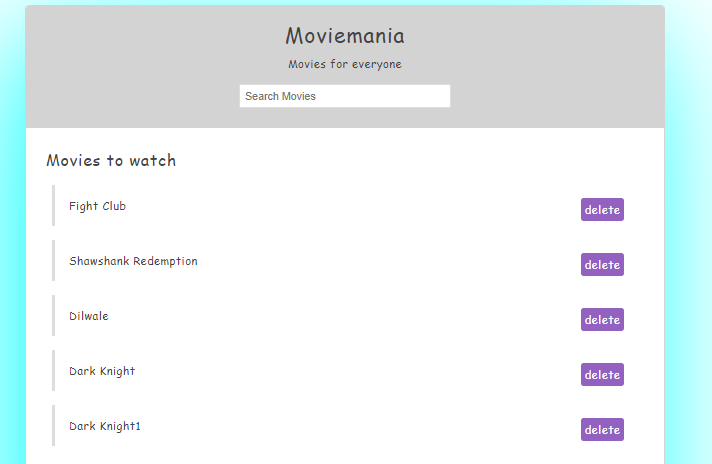 Moviemania
Movies for everyone
Search Movies
Movies to watch
Fight Club delete
Shawshank Redemption delete
Dilwale delete
Dark Knight delete
Dark Knight1 delete